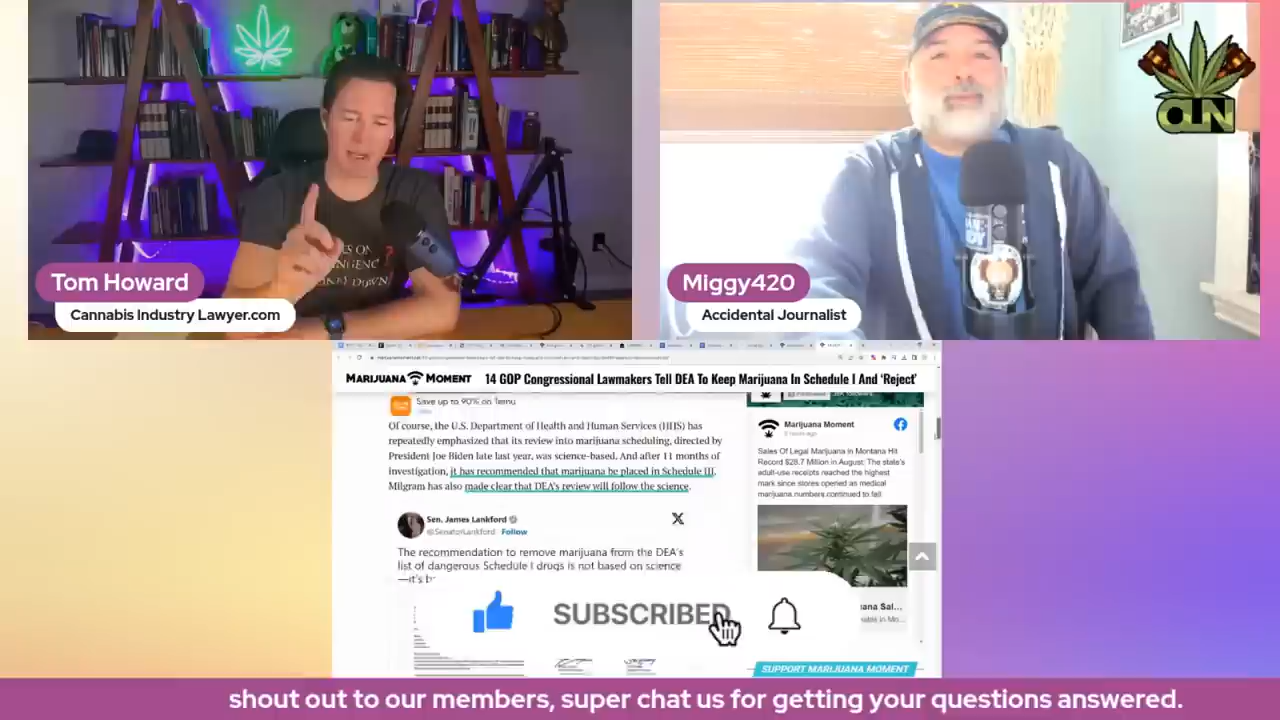 CLN
Tom Howard
Cannabis Industry Lawyer.com
Miggy420
Accidental Journalist
MARIJUANA MOMENT
14 GOP Congressional Lawmakers Tell DEA To Keep Marijuana In Schedule I And ‘Reject’
Save up to 90% on Temu
Of course, the U.S. Department of Health and Human Services (HHS) has
repeatedly emphasized that its review into marijuana scheduling, directed by
President Joe Biden late last year, was science-based. And after 11 months of
investigation, it has recommended that marijuana be placed in Schedule III.
Milgram has also made clear that DEA's review will follow the science.
Sen. James Lankford
@SenatorLankford Follow
The recommendation to remove marijuana from the DEA's
list of dangerous Schedule I drugs is not based on science
Marijuana Moment
Sales Of Legal Marijuana in Montana Hit
Record $28.7 Million in August: The state's
adult-use receipts reached the highest
mark since stores opened as medical
marijuana numbers continued to fall
SUBSCRIBED
SUPPORT MARIJUANA MOMENT
shout out to our members, super chat us for getting your questions answered.